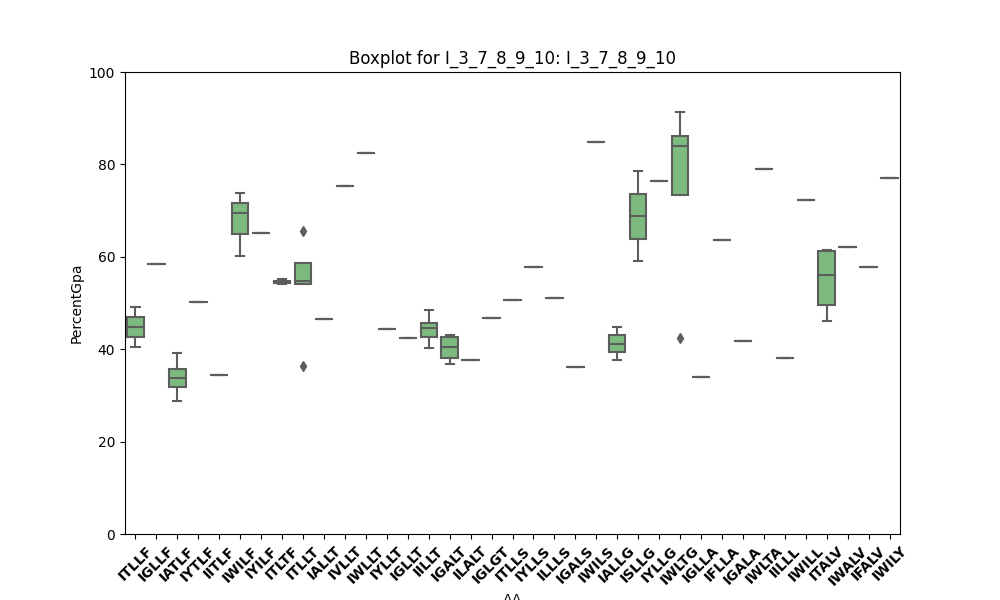 Boxplot for I_3_7_8_9_10: I_3_7_8_9_10
100
80
60
40
20
0
PercentGpa
ITLLF
IGLLF
IATLF
IYTLF
IITLF
IWILF
IYILF
ITLTF
ITLLT
IALLT
IVLLT
IWLLT
IYLLT
IGLLT
IILLT
IGALT
ILALT
IGLGT
ITLLS
IYLLS
ILLLS
IGALS
IWILS
IALLG
ISLLG
IYLLG
IWLTG
IGLLA
IFLLA
IGALA
IWLTA
IILLL
IWILL
ITALV
IWALV
IFALV
IWILY
AA